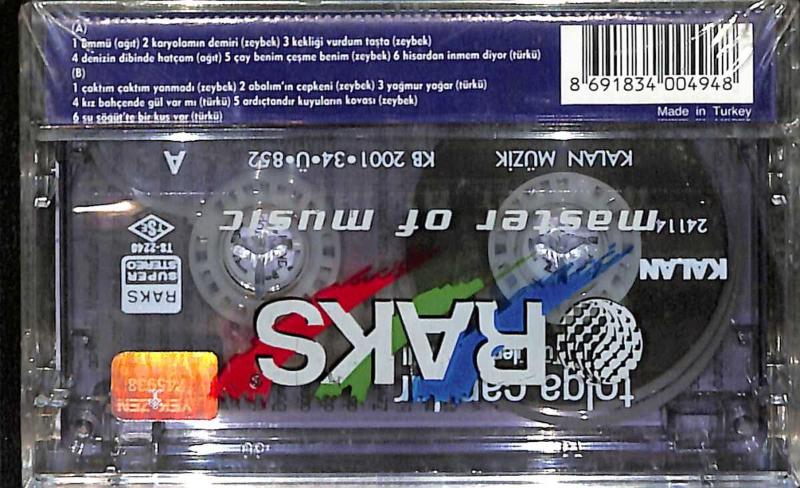 (A)
1 ümmü (ağıt) 2 karyolamın demiri (zeybek) 3 kekliği vurdum taşta (zeybek)
4 denizin dibinde hatçam (ağıt) 5 çay benim çeşme benim (zeybek) 6 hisardan inmem diyor (türkü)
(B)
1 çaktım çaktım yanmadı (zeybek) 2 abalım'ın cepkeni (zeybek) 3 yağmur yağar (türkü)
4 kız bahçende gül var mı (türkü) 5 ardıçtandır kuyuların kovası (zeybek)
6 su söğüt'te bir kuş var (türkü)
8 691834 004948
Made in Turkey
A
KB 2001•34•Ü•852
KALAN MÜZİK
master of music
24114
KALAN
TSE
TS-2240
SUPER
STEREO
RAKS
RAKS
tolga
745938